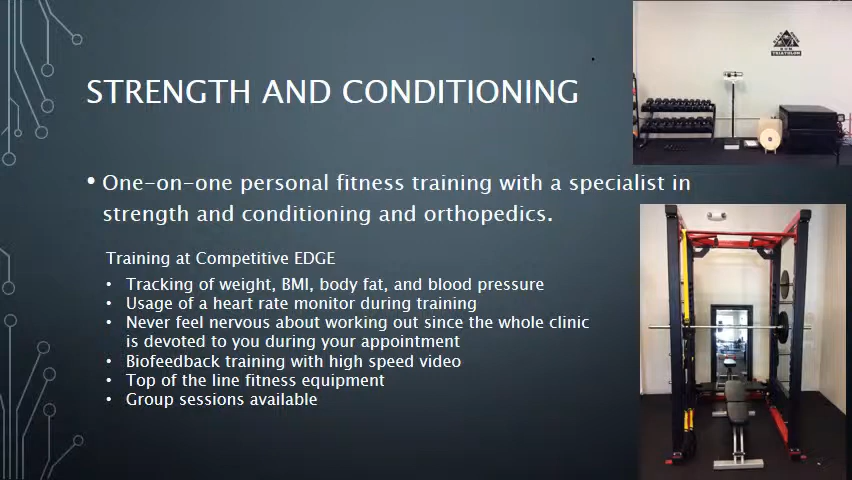 STRENGTH AND CONDITIONING
• One-on-one personal fitness training with a specialist in
strength and conditioning and orthopedics.
Training at Competitive EDGE
• Tracking of weight, BMI, body fat, and blood pressure
• Usage of a heart rate monitor during training
• Never feel nervous about working out since the whole clinic
is devoted to you during your appointment
• Biofeedback training with high speed video
• Top of the line fitness equipment
• Group sessions available